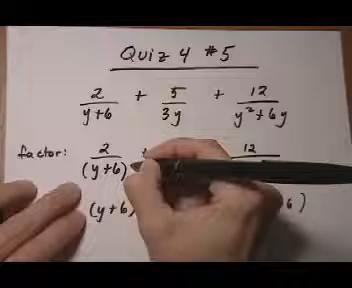 Quiz 4 #5
2/(y+6) + 5/3y + 12/(y²+6y)
factor: 2/(y+6) + 12
(y+6) 6)